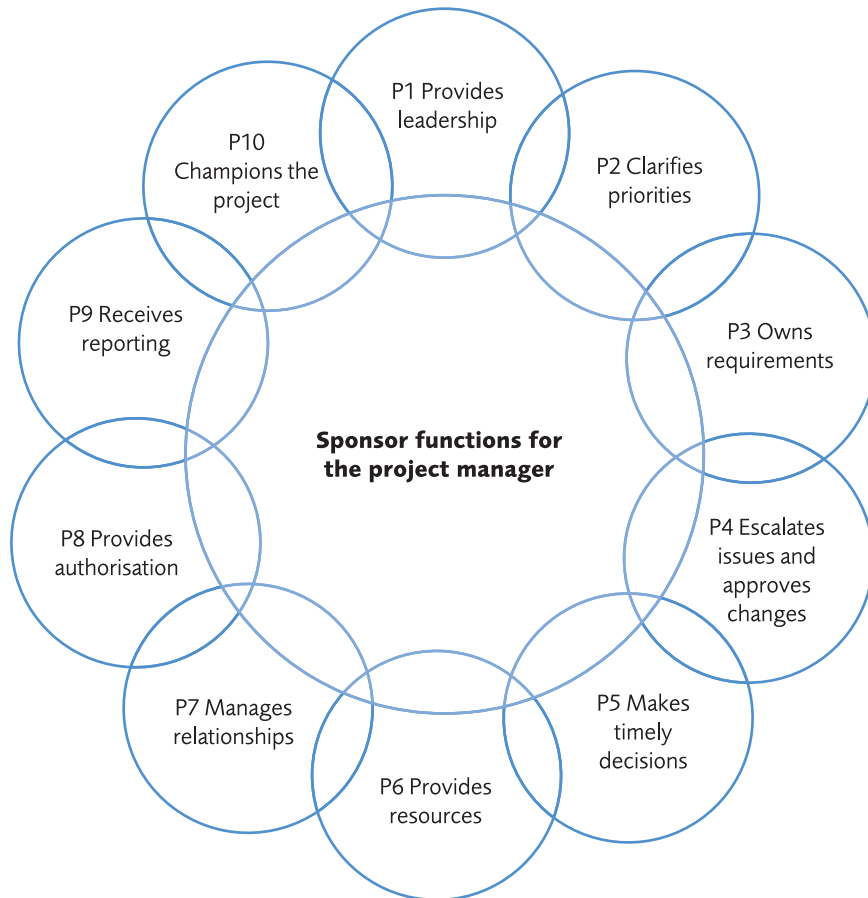 P1 Provides
leadership
P2 Clarifies
priorities
P3 Owns
requirements
P4 Escalates
issues and
approves
changes
P5 Makes
timely
decisions
P6 Provides
resources
P7 Manages
relationships
P8 Provides
authorisation
P9 Receives
reporting
P10
Champions the
project
Sponsor functions for
the project manager